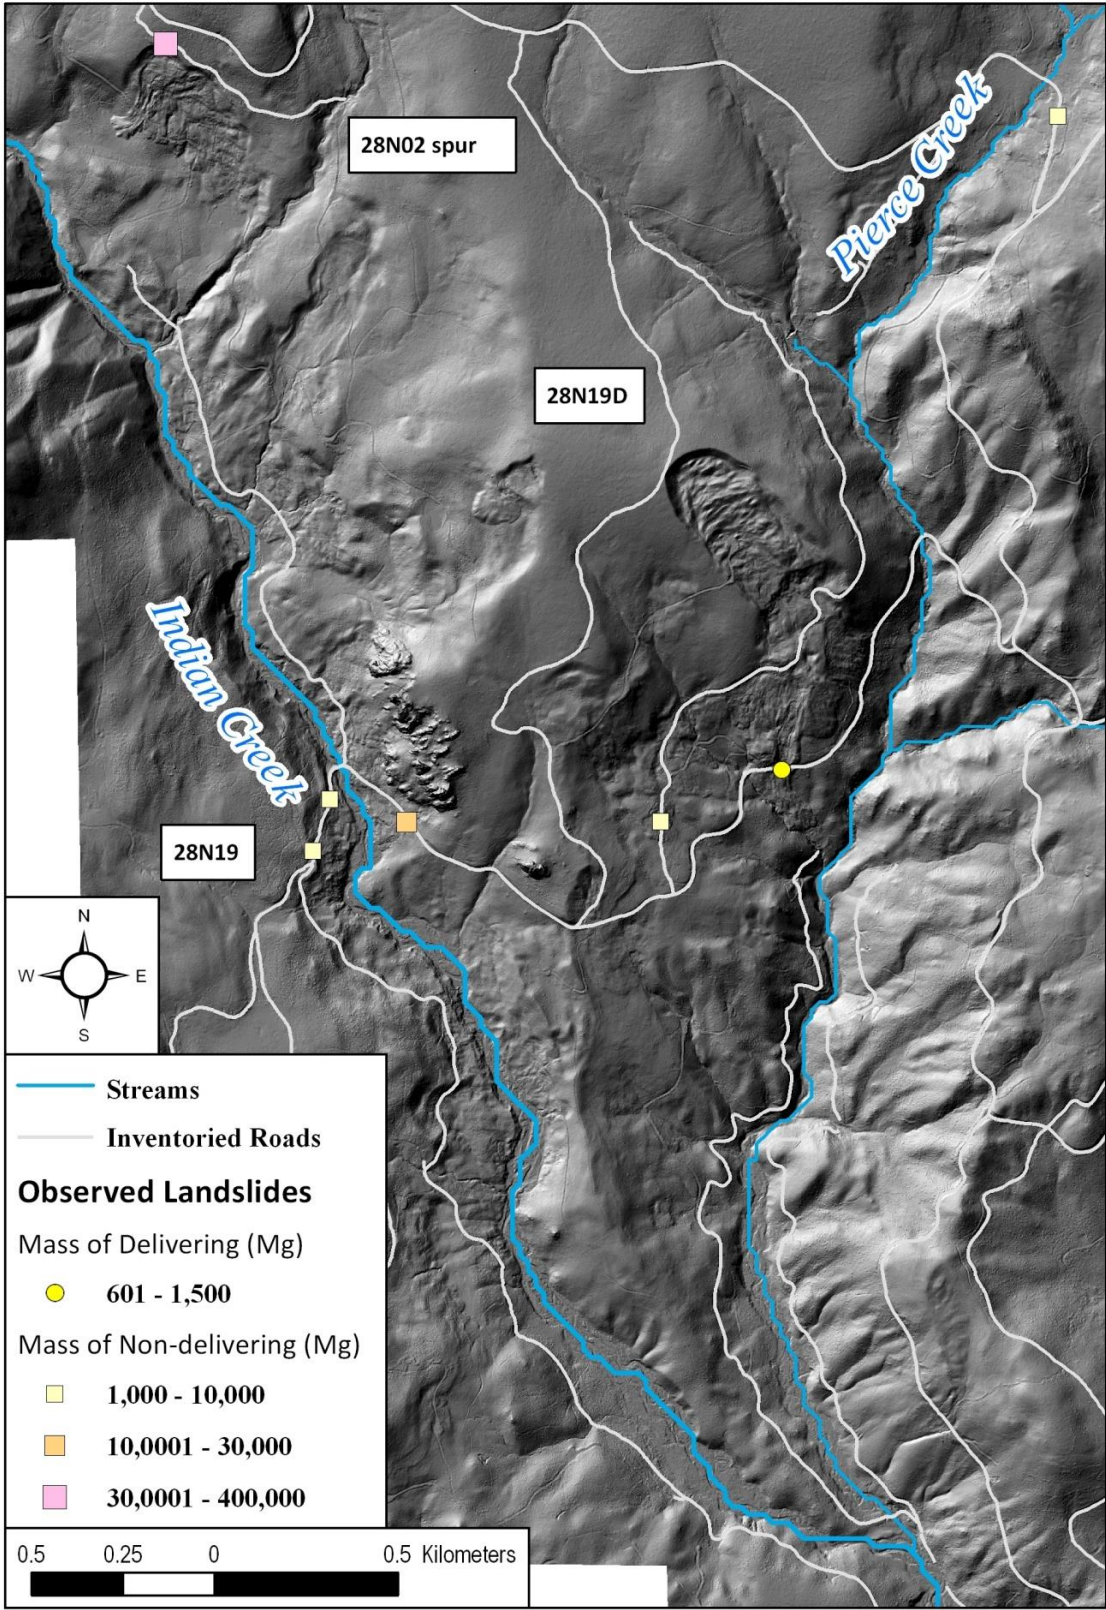 28N02 spur
Pierce Creek
28N19D
Indian Creek
28N19
N
W E
S
Streams
Inventoried Roads
Observed Landslides
Mass of Delivering (Mg)
601 - 1,500
Mass of Non-delivering (Mg)
1,000 - 10,000
10,0001 - 30,000
30,0001 - 400,000
0.5 0.25 0 0.5 Kilometers